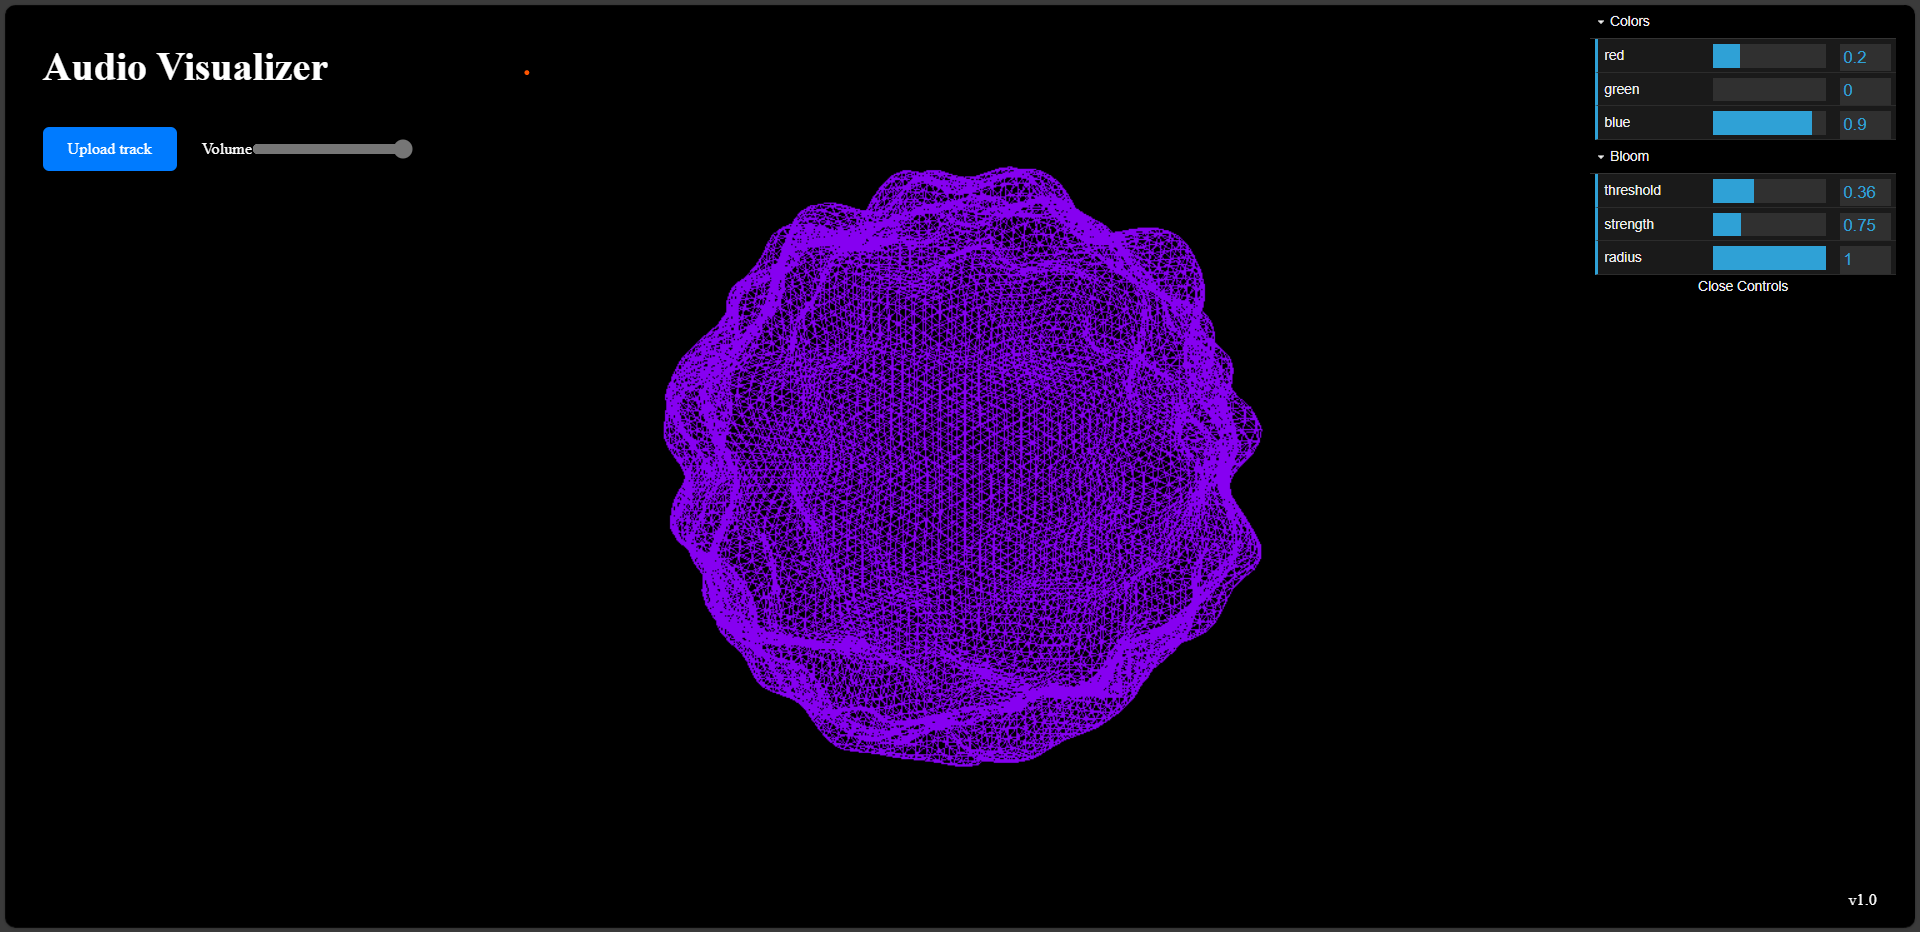 Audio Visualizer
Upload track
Volume
Colors
red 0.2
green 0
blue 0.9
Bloom
threshold 0.36
strength 0.75
radius 1
Close Controls
v1.0